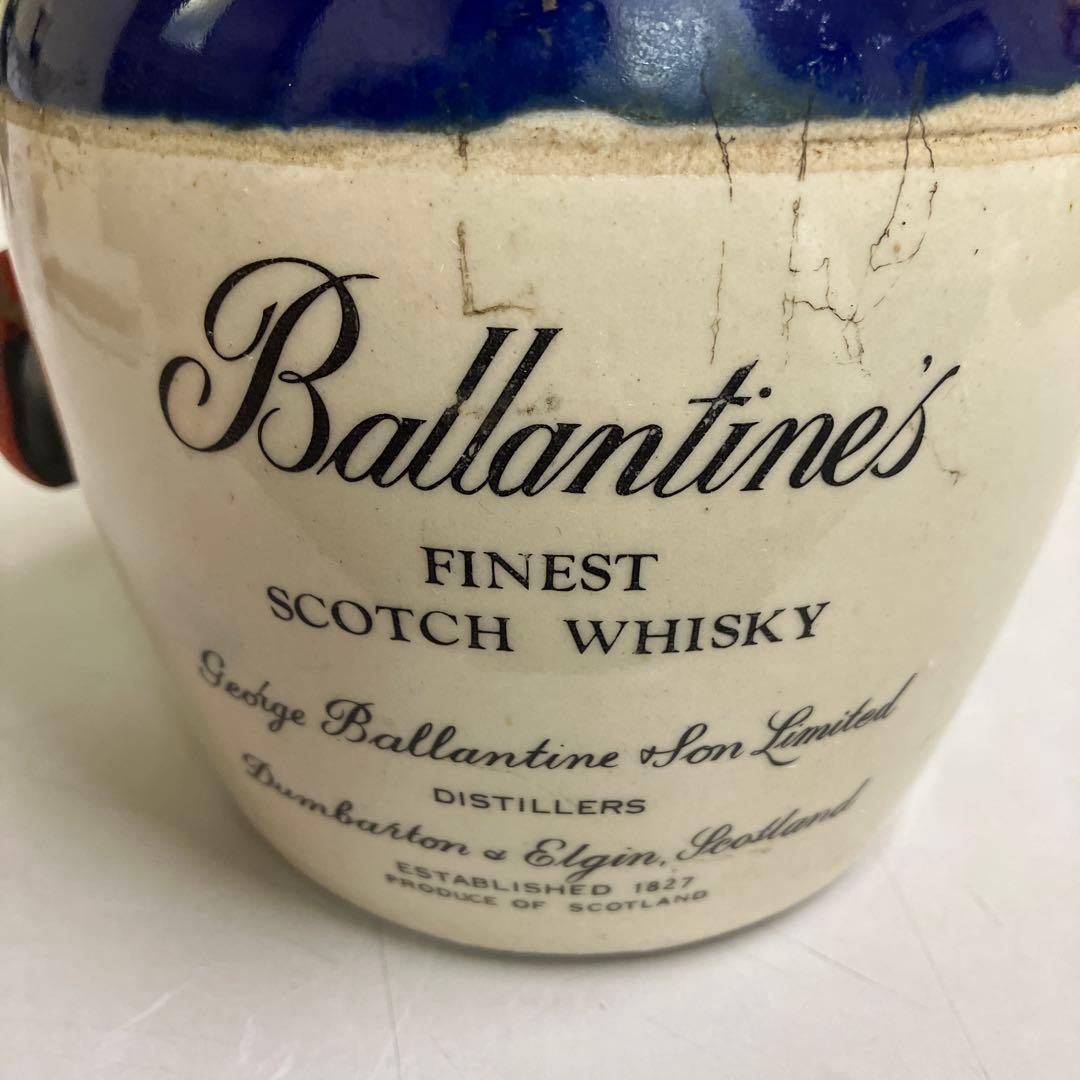 Ballantine's
FINEST
SCOTCH WHISKY
George Ballantine & Son Limited
DISTILLERS
Dumbarton & Elgin, Scotland
ESTABLISHED 1827
PRODUCE OF SCOTLAND